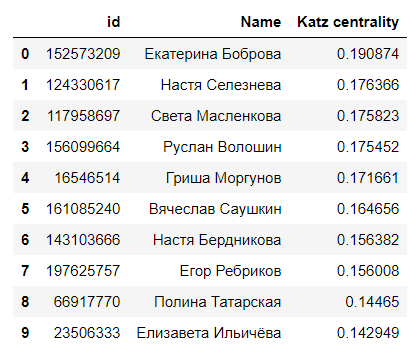 id Name Katz centrality
0 152573209 Екатерина Боброва 0.190874
1 124330617 Настя Селезнева 0.176366
2 117958697 Света Масленкова 0.175823
3 156099664 Руслан Волошин 0.175452
4 16546514 Гриша Моргунов 0.171661
5 161085240 Вячеслав Саушкин 0.164656
6 143103666 Настя Бердникова 0.156382
7 197625757 Егор Ребриков 0.156008
8 66917770 Полина Татарская 0.14465
9 23506333 Елизавета Ильичёва 0.142949